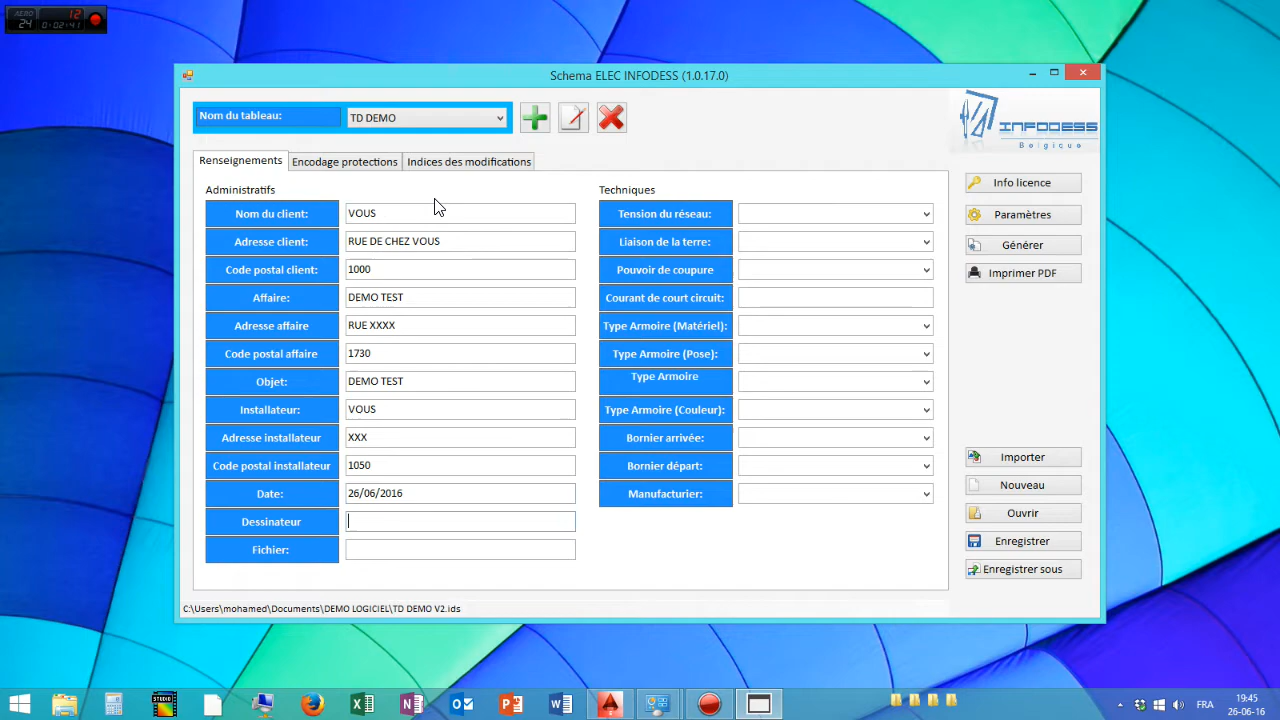 AERO
24
12
0:02:41
Schema ELEC INFODESS (1.0.17.0)
Nom du tableau:
TD DEMO
INFODESS
Belgique
Renseignements
Encodage protections
Indices des modifications
Administratifs
Nom du client:
VOUS
Adresse client:
RUE DE CHEZ VOUS
Code postal client:
1000
Affaire:
DEMO TEST
Adresse affaire
RUE XXXX
Code postal affaire
1730
Objet:
DEMO TEST
Installateur:
VOUS
Adresse installateur
XXX
Code postal installateur
1050
Date:
26/06/2016
Dessinateur
Fichier:
Techniques
Tension du réseau:
Liaison de la terre:
Pouvoir de coupure
Courant de court circuit:
Type Armoire (Matériel):
Type Armoire (Pose):
Type Armoire
Type Armoire (Couleur):
Bornier arrivée:
Bornier départ:
Manufacturier:
Info licence
Paramètres
Générer
Imprimer PDF
Importer
Nouveau
Ouvrir
Enregistrer
Enregistrer sous
C:\Users\mohamed\Documents\DEMO LOGICIEL\TD DEMO V2.ids
STUDIO
FRA
19:45
26-06-16